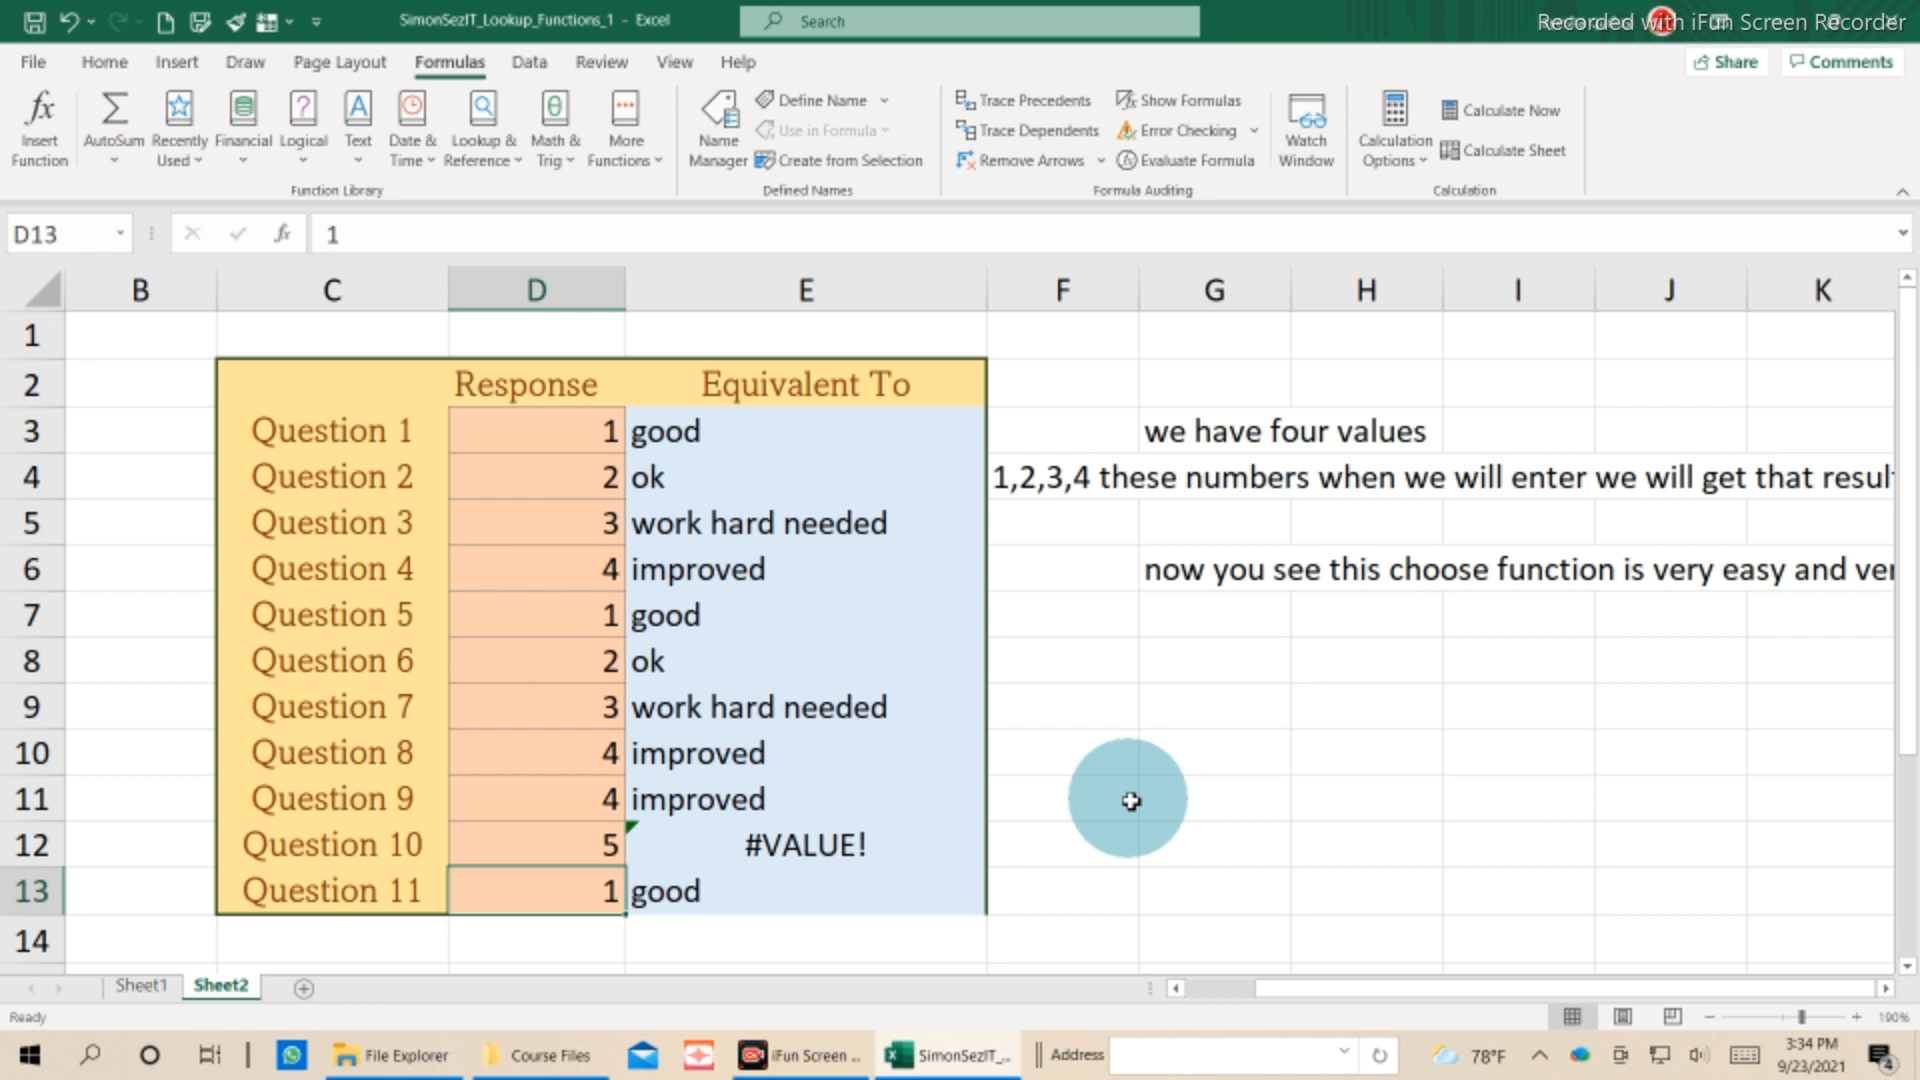 SimonSezIT_Lookup_Functions_1 - Excel
Search
Recorded with iFun Screen Recorder
File Home Insert Draw Page Layout Formulas Data Review View Help
Share Comments
Insert Function
AutoSum
Recently Used
Financial
Logical
Text
Date & Time
Lookup & Reference
Math & Trig
More Functions
Name Manager
Define Name
Use in Formula
Create from Selection
Trace Precedents
Trace Dependents
Remove Arrows
Show Formulas
Error Checking
Evaluate Formula
Watch Window
Calculation Options
Calculate Now
Calculate Sheet
Function Library Defined Names Formula Auditing Calculation
D13 fx 1
B C D E F G H I J K
1
2 Response Equivalent To
3 Question 1 1 good we have four values
4 Question 2 2 ok 1,2,3,4 these numbers when we will enter we will get that resul
5 Question 3 3 work hard needed
6 Question 4 4 improved now you see this choose function is very easy and ver
7 Question 5 1 good
8 Question 6 2 ok
9 Question 7 3 work hard needed
10 Question 8 4 improved
11 Question 9 4 improved
12 Question 10 5 #VALUE!
13 Question 11 1 good
14
Sheet1 Sheet2
Ready 190%
File Explorer Course Files iFun Screen ... SimonSezIT_... Address 78°F 3:34 PM
9/23/2021 4